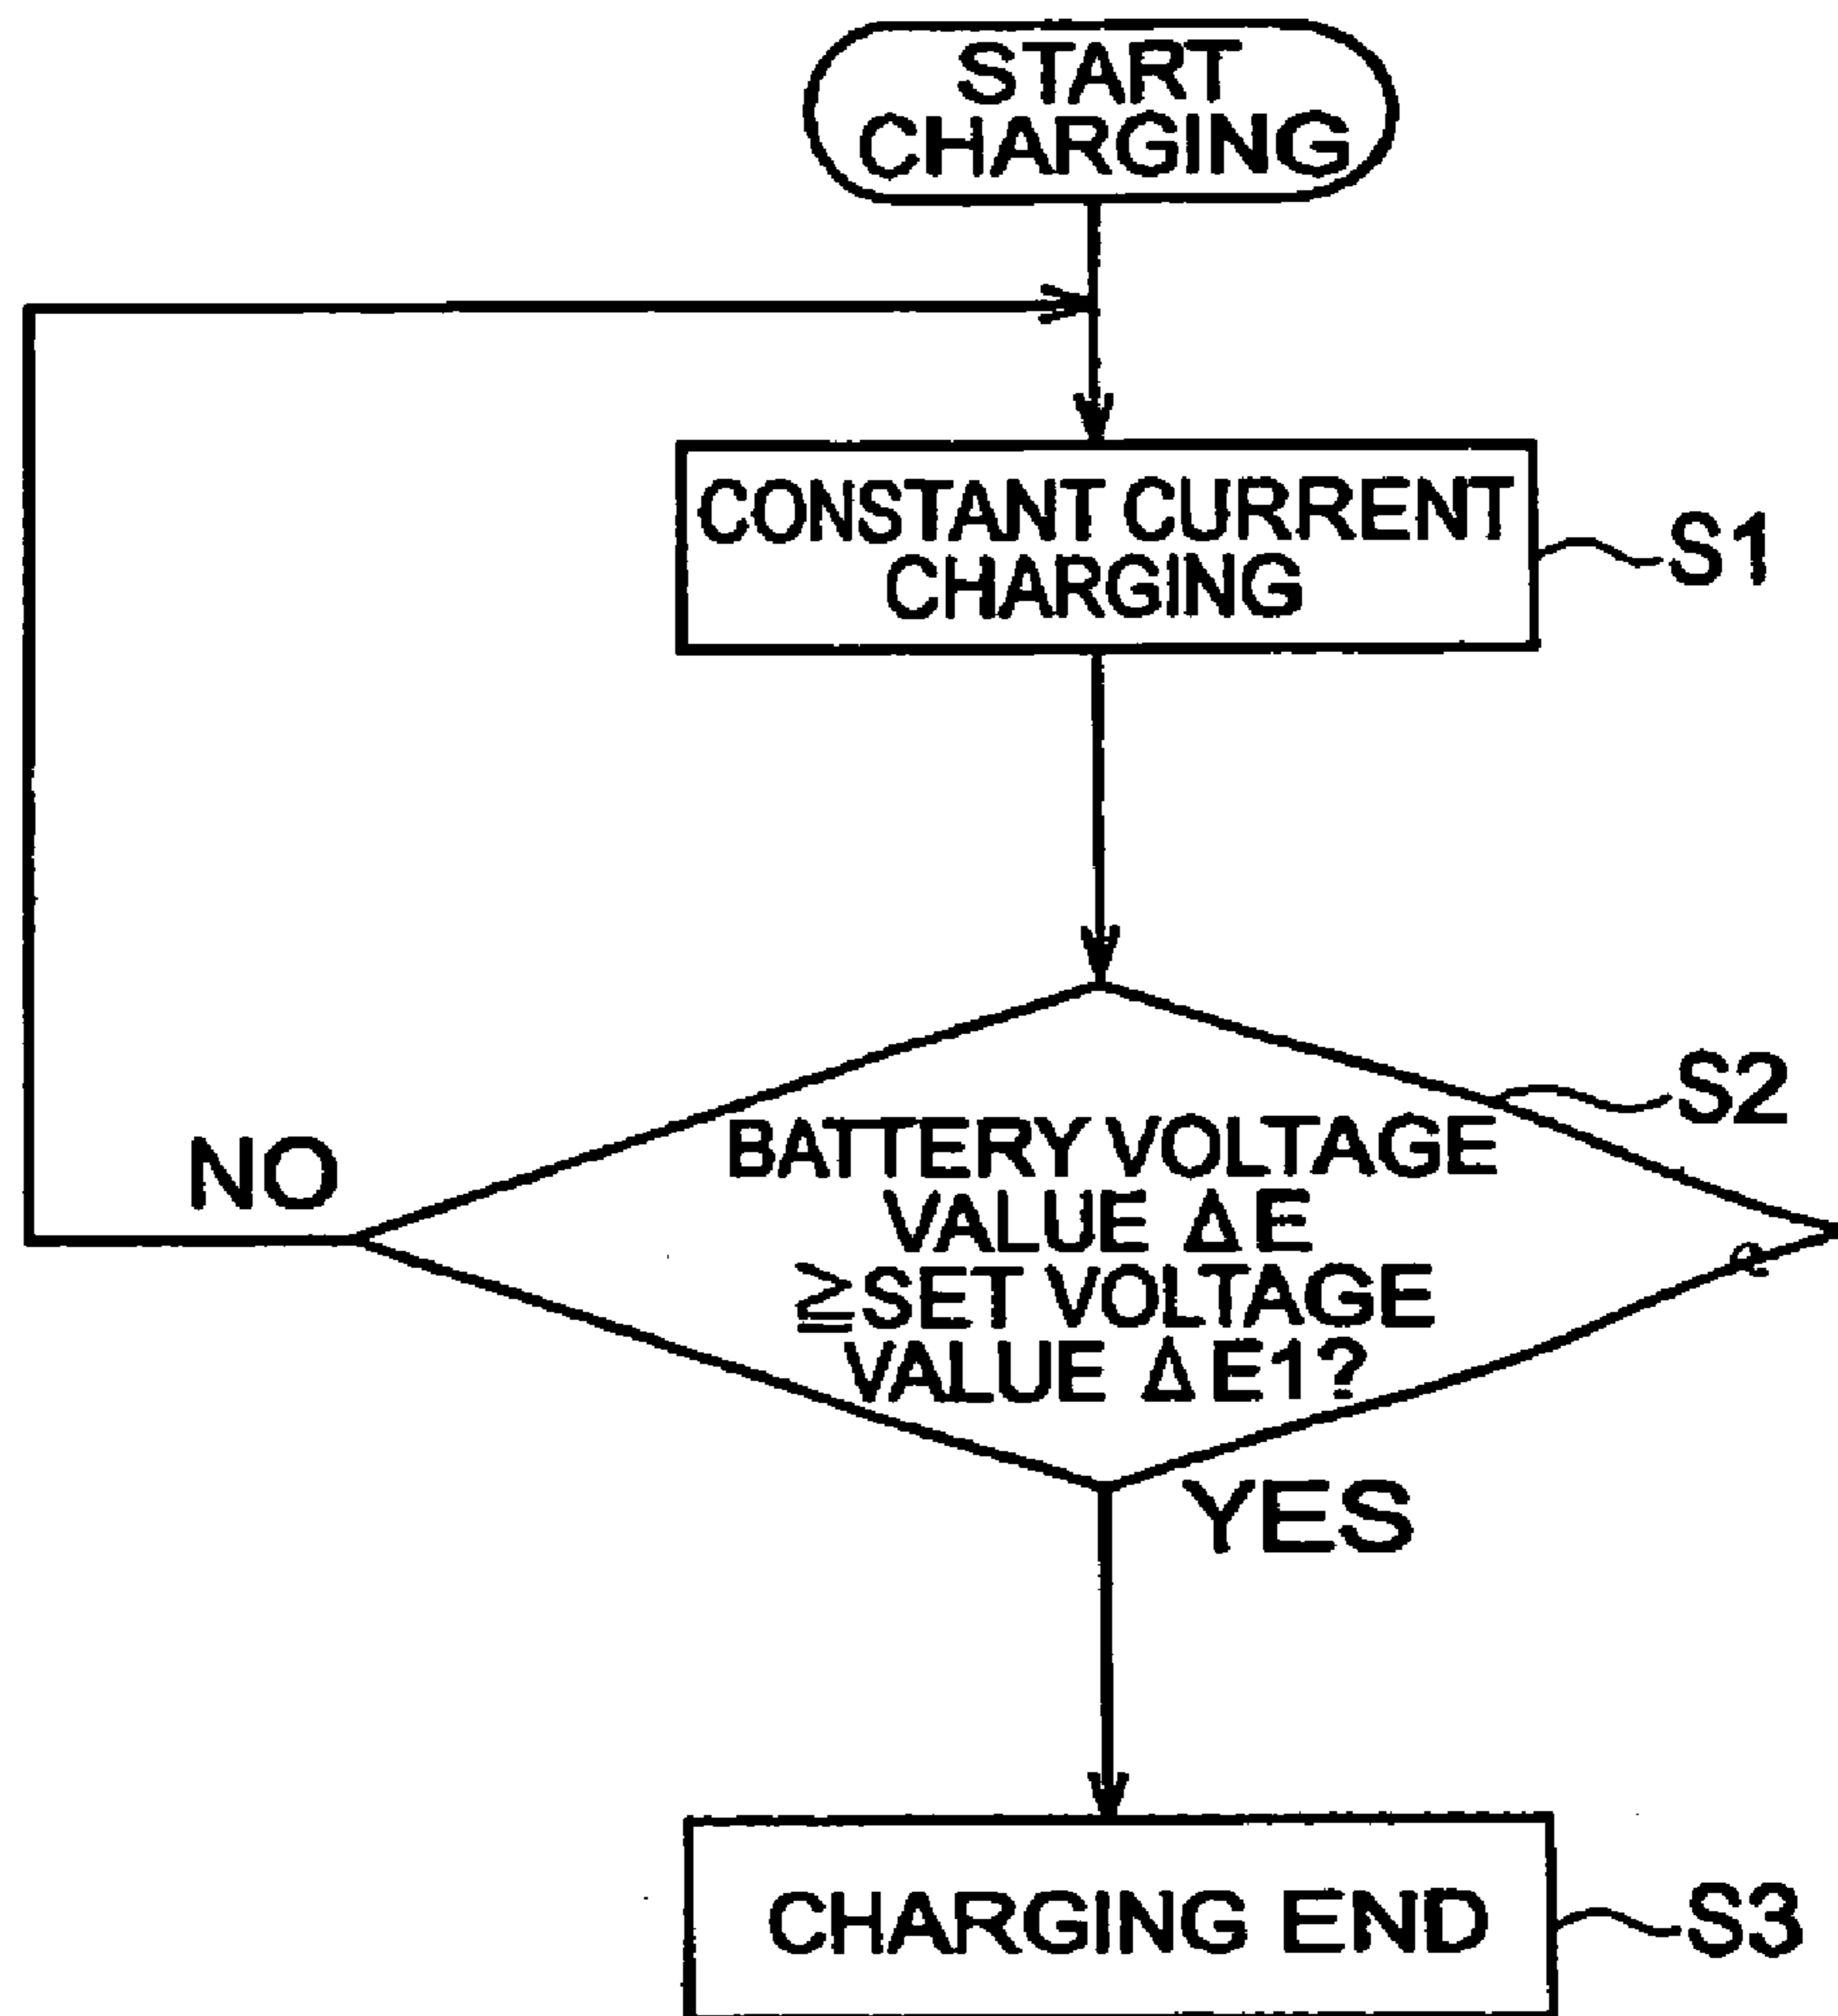 START
CHARGING
CONSTANT CURRENT
CHARGING
S1
S2
BATTERY VOLTAGE
VALUE ΔE
≧SET VOLTAGE
VALUE ΔE1?
NO
YES
CHARGING END
S3